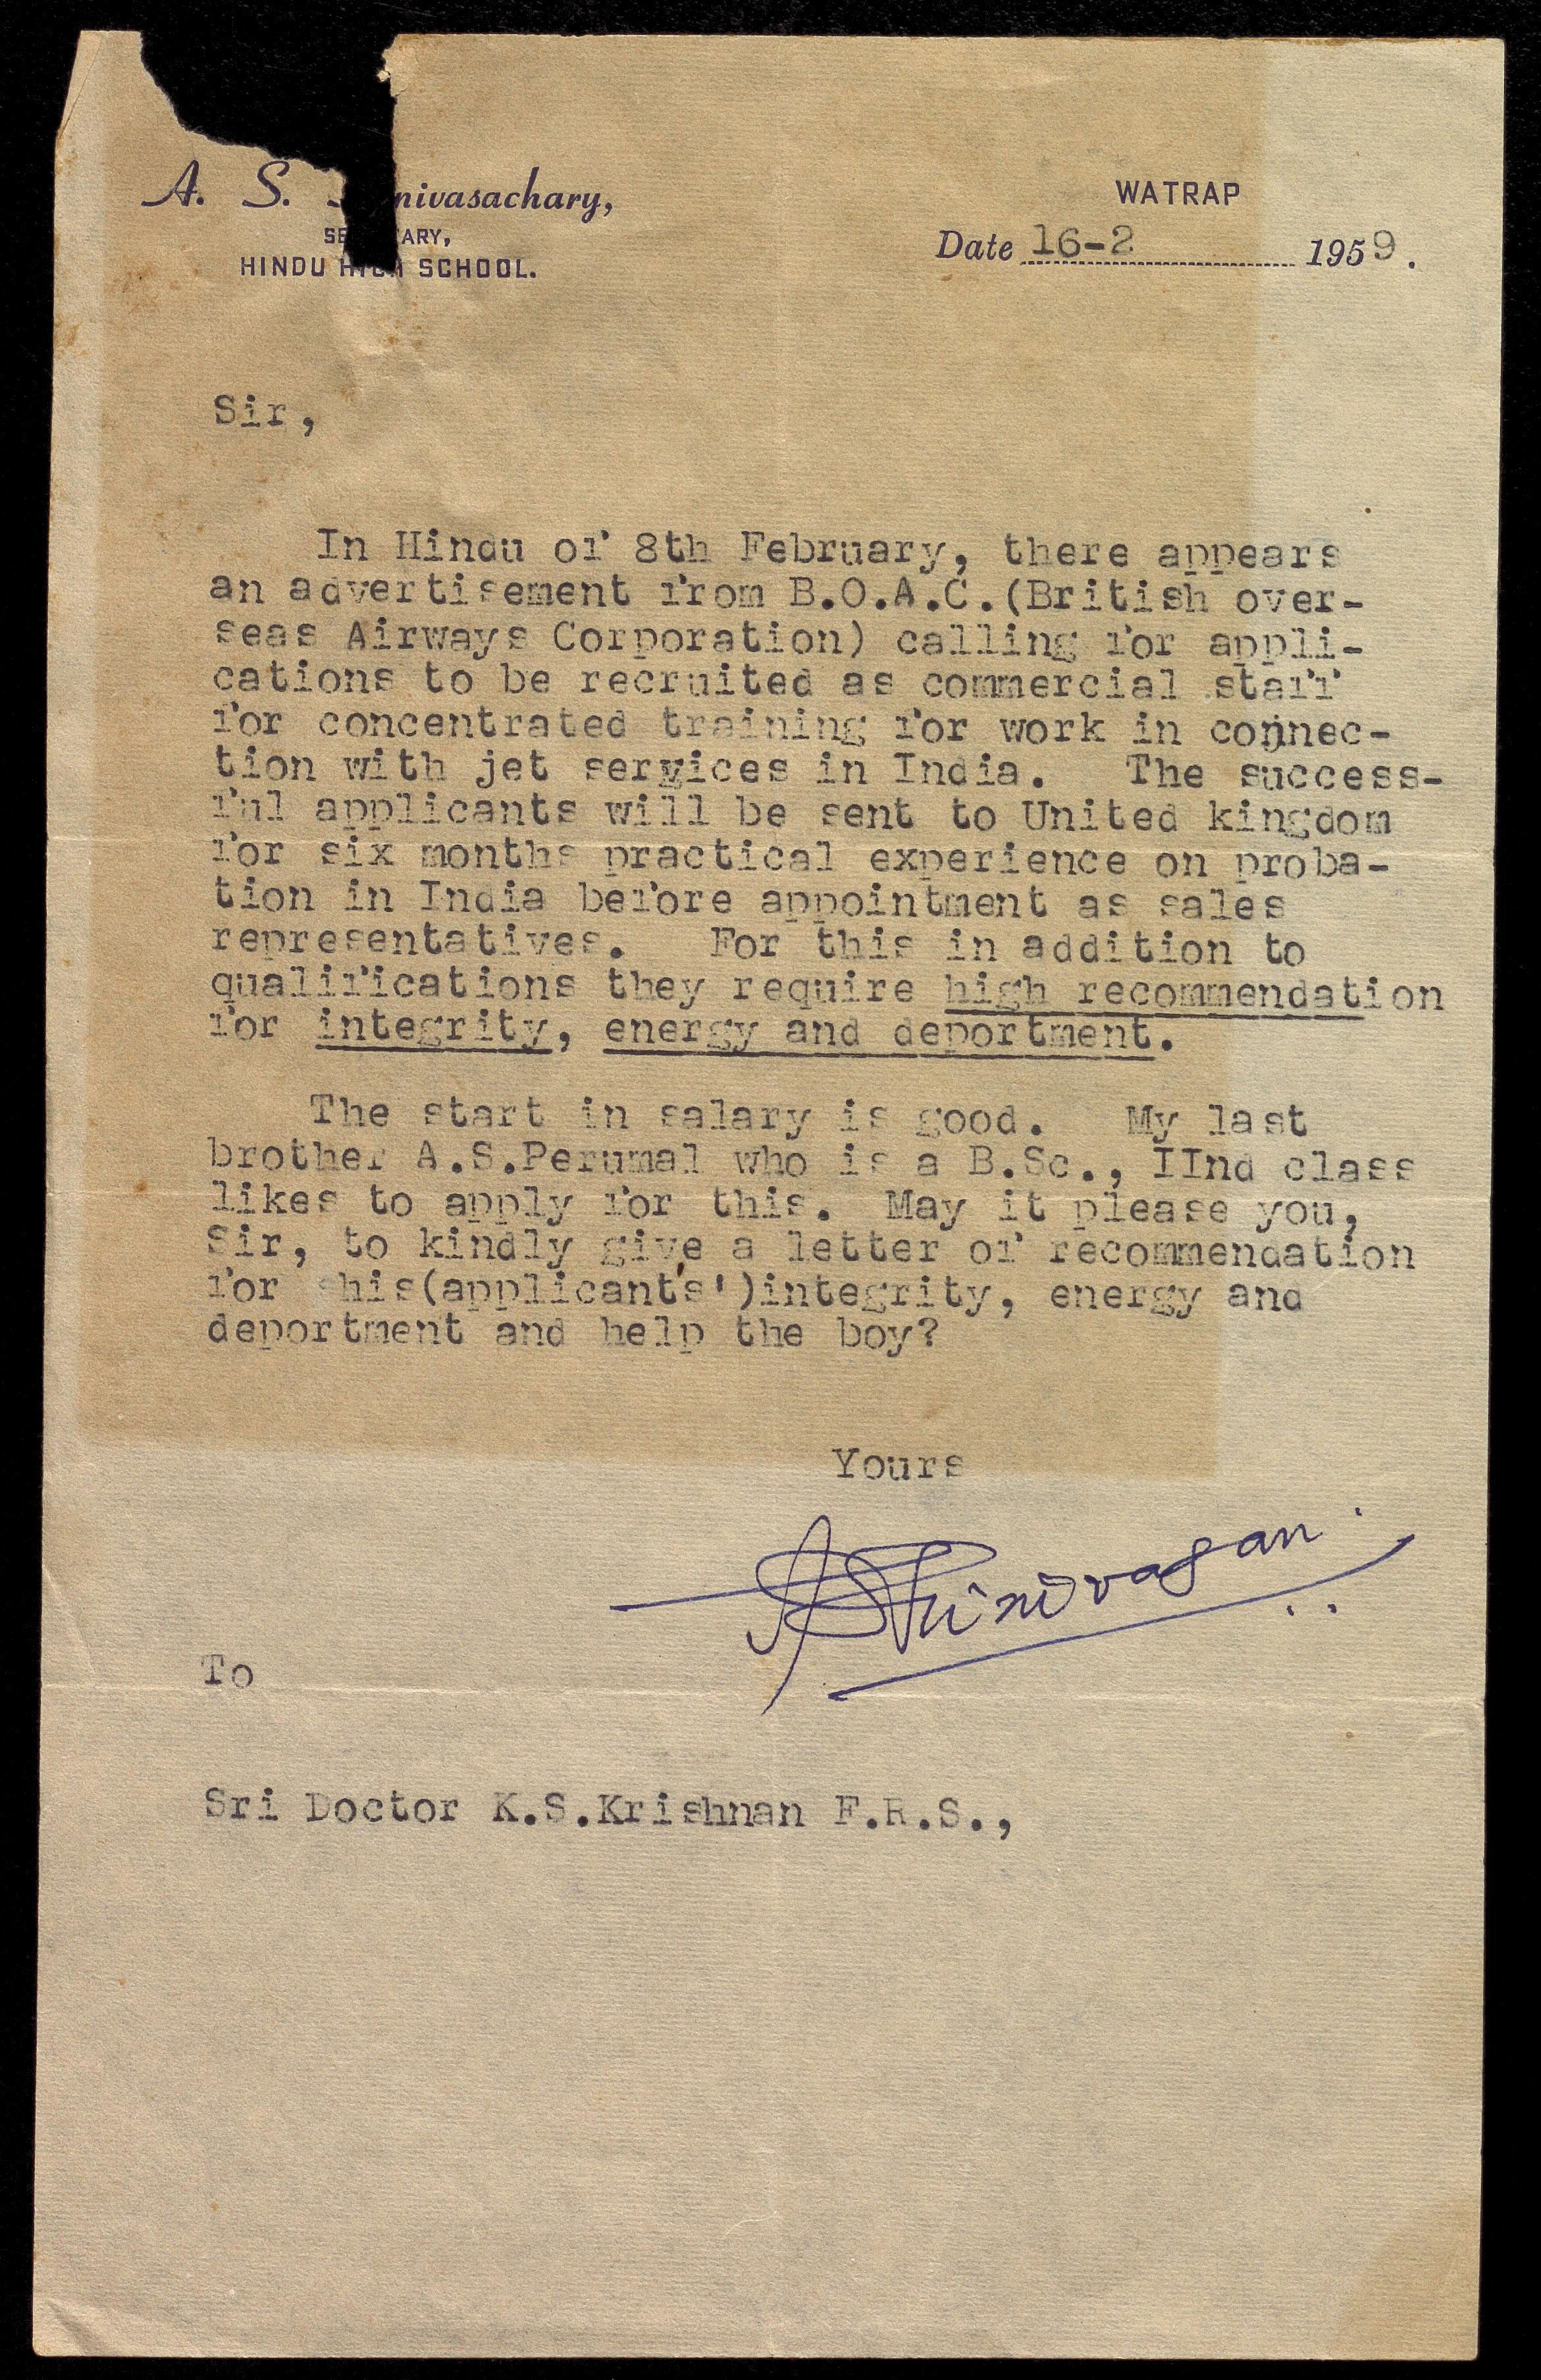 A. S. S nivasachary,
SE ARY,
HINDU HIGH SCHOOL.
WATRAP
Date 16-2 1959.
Sir,
In Hindu of 8th February, there appears
an advertisement from B.O.A.C.(British over-
seas Airways Corporation) calling for appli-
cations to be recruited as commercial staff
for concentrated training for work in connec-
tion with jet services in India. The success-
ful applicants will be sent to United kingdom
for six months practical experience on proba-
tion in India before appointment as sales
representatives. For this in addition to
qualifications they require high recommendation
for integrity, energy and deportment.
The start in salary is good. My last
brother A.S.Perumal who is a B.Sc., IInd class
likes to apply for this. May it please you,
Sir, to kindly give a letter of recommendation
for his(applicant's')integrity, energy and
deportment and help the boy?
Yours
A S Srinivasan
To
Sri Doctor K.S.Krishnan F.R.S.,